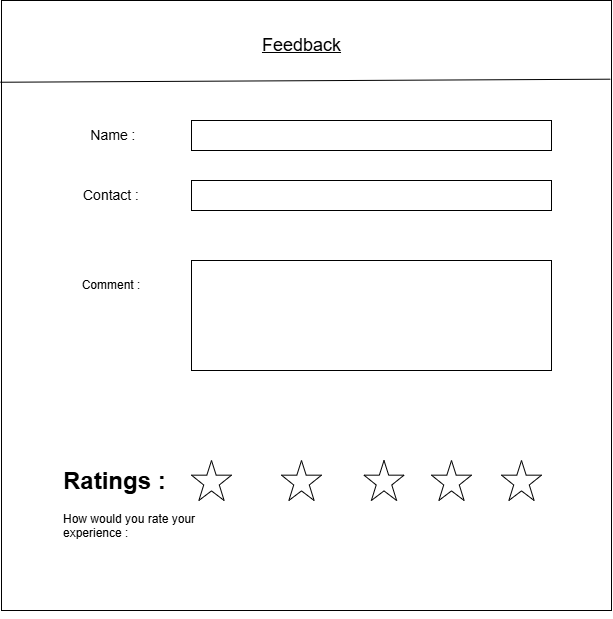 Feedback
Name :
Contact :
Comment :
Ratings :
How would you rate your
experience :